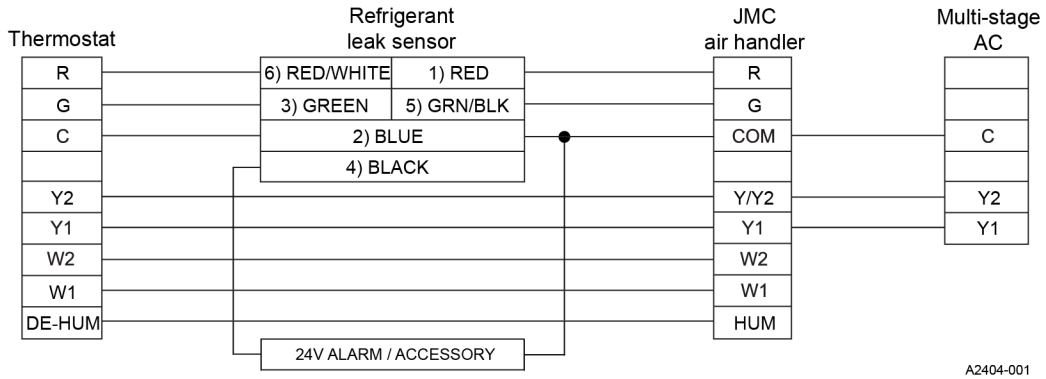 Refrigerant leak sensor
JMC air handler
Multi-stage AC
Thermostat
R 6) RED/WHITE 1) RED R
G 3) GREEN 5) GRN/BLK G
C 2) BLUE COM C
4) BLACK
Y2 Y/Y2 Y2
Y1 Y1 Y1
W2 W2
W1 W1
DE-HUM HUM
24V ALARM / ACCESSORY
A2404-001